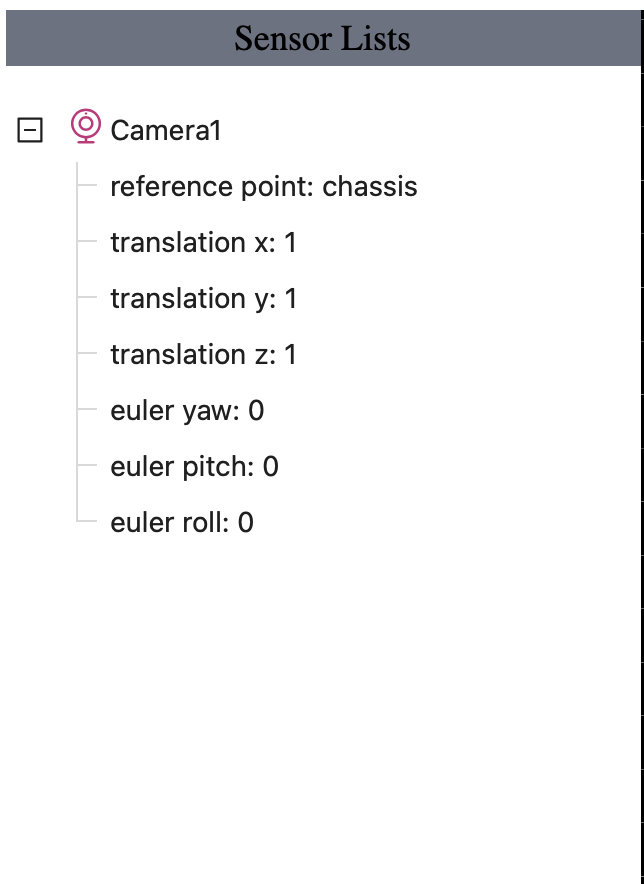 Sensor Lists
Camera1
reference point: chassis
translation x: 1
translation y: 1
translation z: 1
euler yaw: 0
euler pitch: 0
euler roll: 0